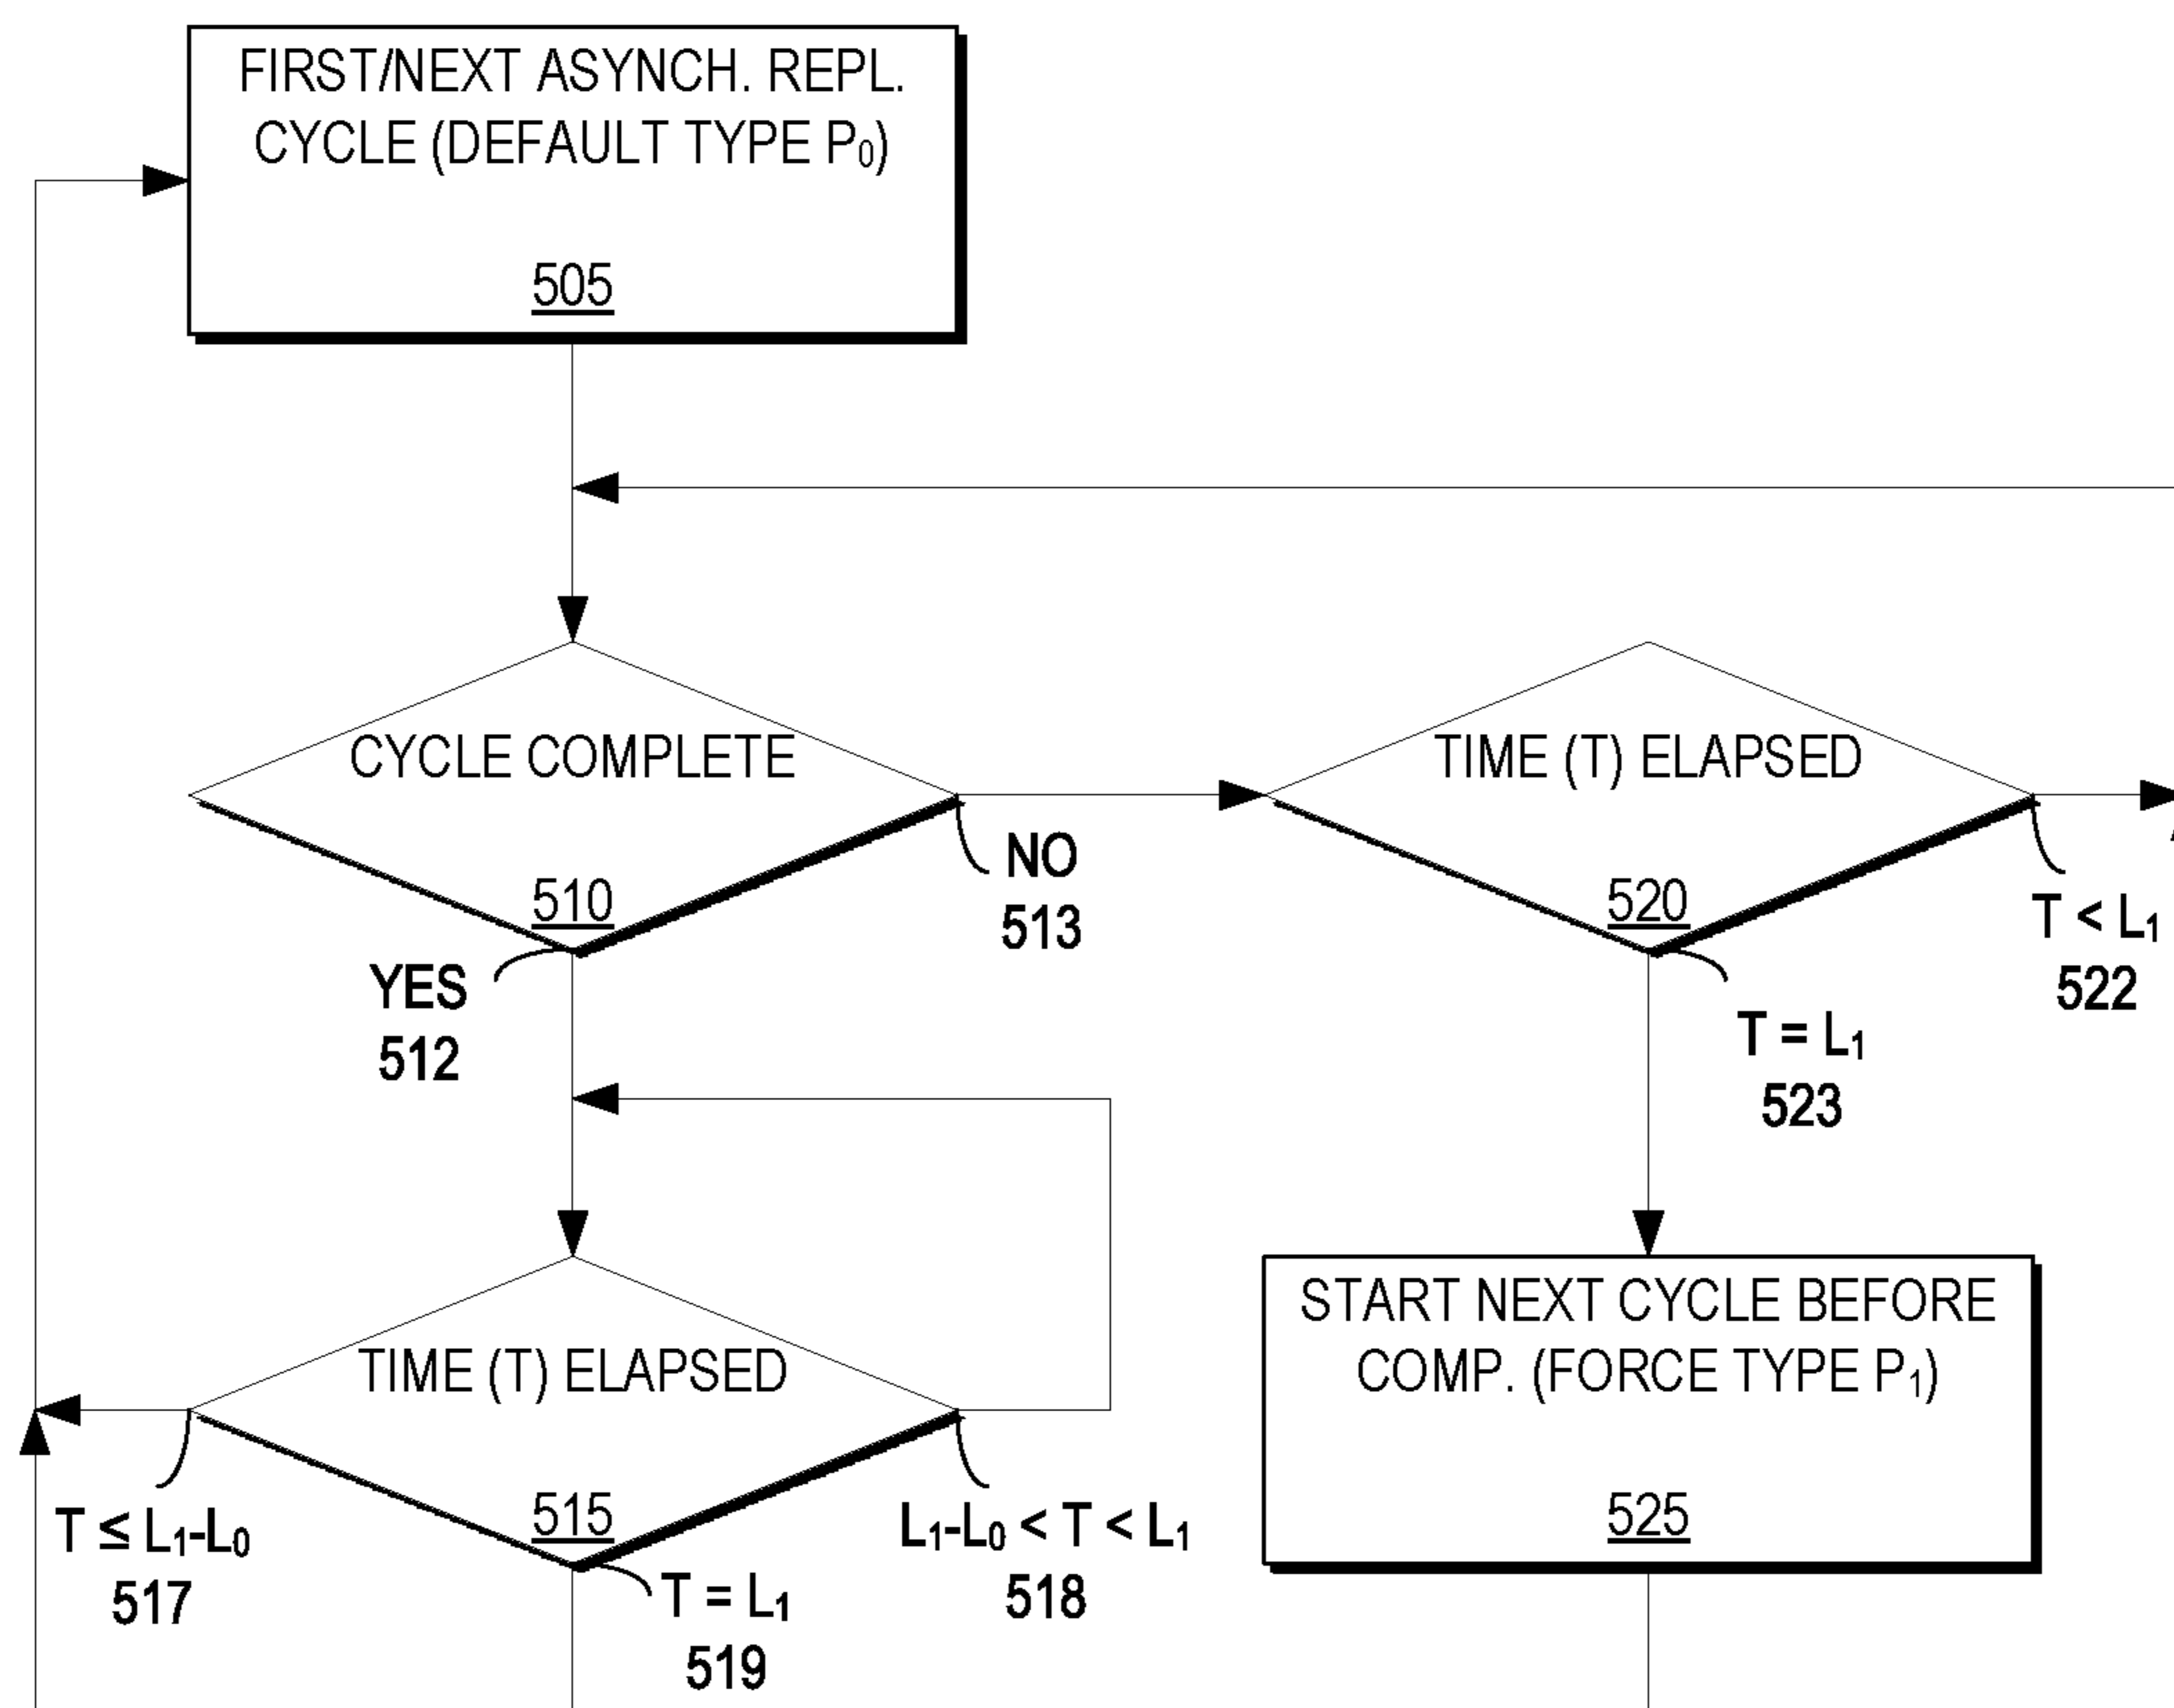 FIRST/NEXT ASYNCH. REPL.
CYCLE (DEFAULT TYPE P₀)
505
CYCLE COMPLETE
510
NO
513
YES
512
TIME (T) ELAPSED
520
T < L₁
522
T = L₁
523
TIME (T) ELAPSED
515
T ≤ L₁-L₀
517
L₁-L₀ < T < L₁
518
T = L₁
519
START NEXT CYCLE BEFORE
COMP. (FORCE TYPE P₁)
525